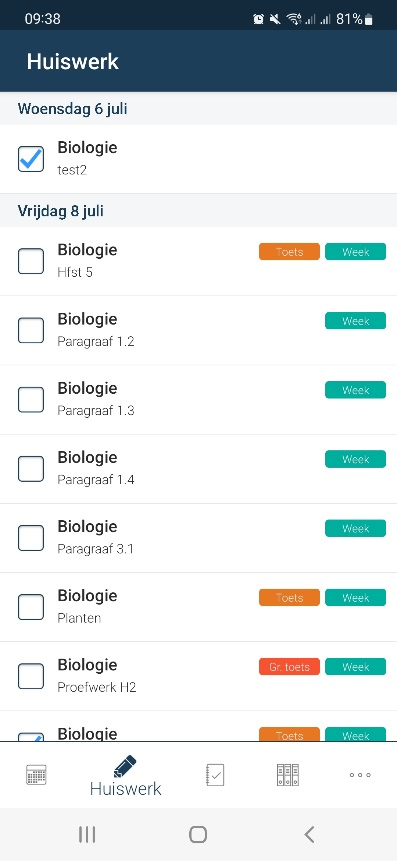 09:38
81%
Huiswerk
Woensdag 6 juli
Biologie
test2
Vrijdag 8 juli
Biologie
Toets
Week
Hfst 5
Biologie
Week
Paragraaf 1.2
Biologie
Week
Paragraaf 1.3
Biologie
Week
Paragraaf 1.4
Biologie
Week
Paragraaf 3.1
Biologie
Toets
Week
Planten
Biologie
Gr. toets
Week
Proefwerk H2
Biologie
Toets
Week
Huiswerk